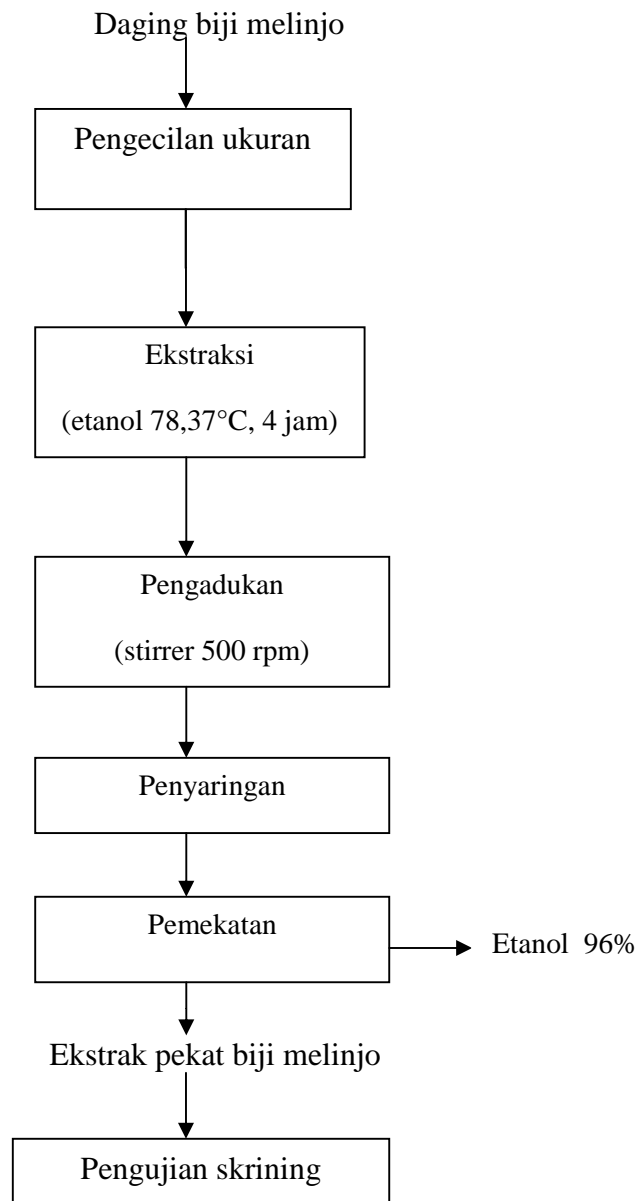 Daging biji melinjo
Pengecilan ukuran
Ekstraksi
(etanol 78,37°C, 4 jam)
Pengadukan
(stirrer 500 rpm)
Penyaringan
Pemekatan
Etanol 96%
Ekstrak pekat biji melinjo
Pengujian skrining